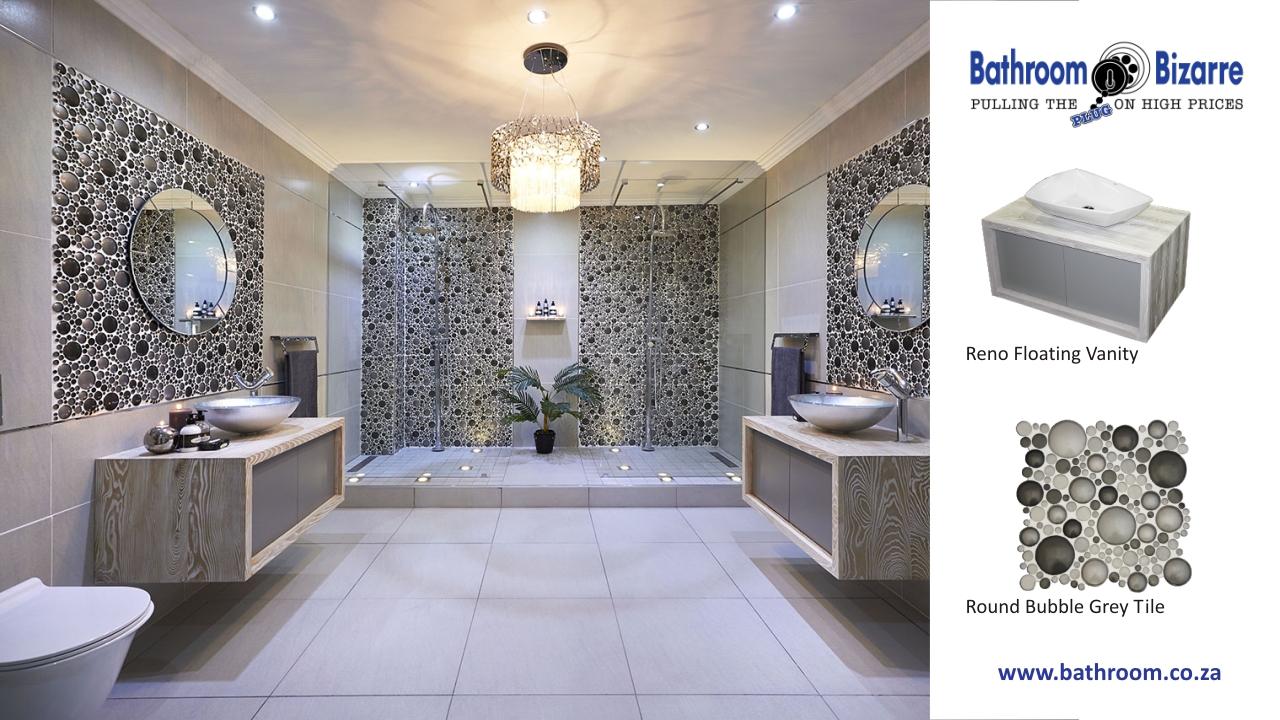 Bathroom Bizarre
PULLING THE PLUG ON HIGH PRICES
Reno Floating Vanity
Round Bubble Grey Tile
www.bathroom.co.za